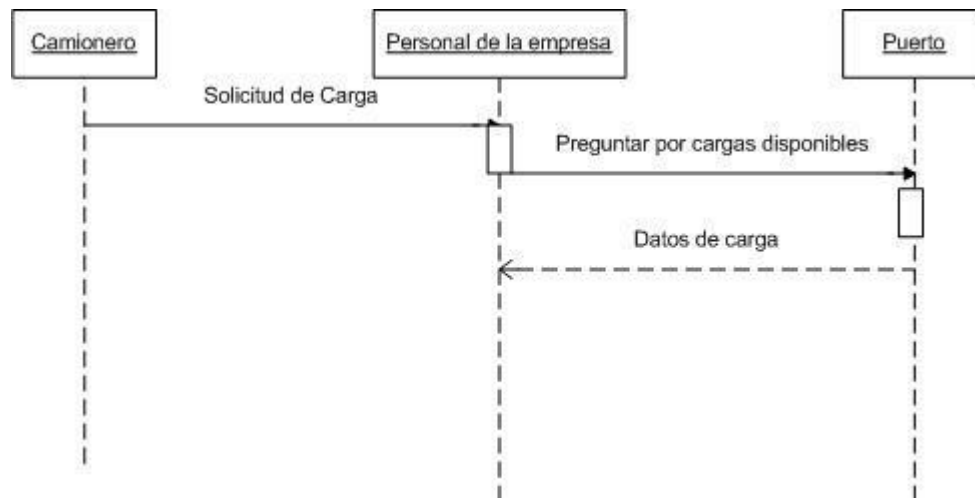 Camionero
Personal de la empresa
Puerto
Solicitud de Carga
Preguntar por cargas disponibles
Datos de carga